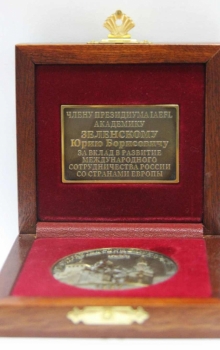 ЧЛЕНУ ПРЕЗИДИУМА
АКАДЕМИКУ
ЗЕЛЕНСКОМУ
Юрию Борисовичу
ЗА ВКЛАД В РАЗВИТИЕ
МЕЖДУНАРОДНОГО
СОТРУДНИЧЕСТВА РОССИИ
СО СТРАНАМИ ЕВРОПЫ